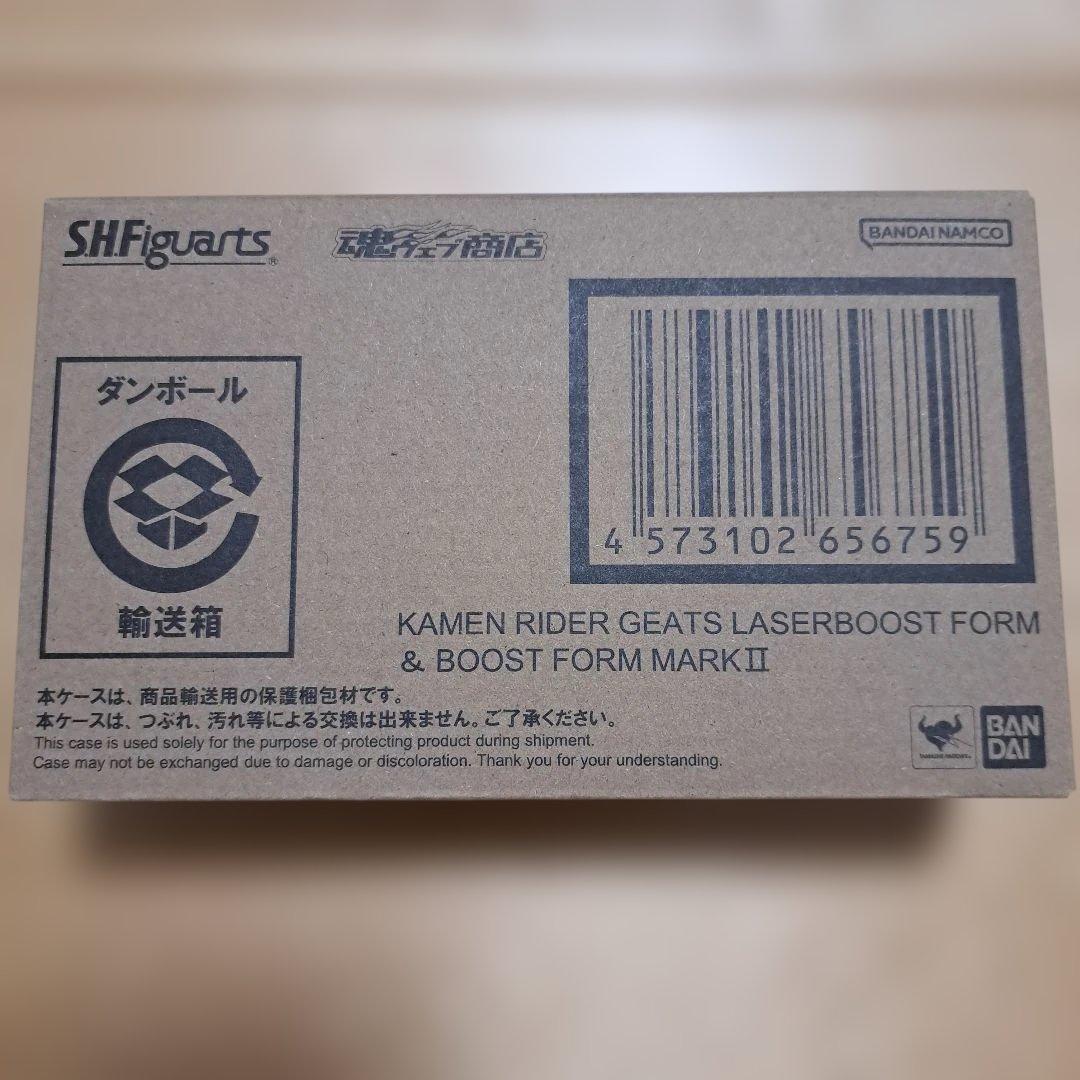 S.H.Figuarts®
魂ウェブ商店
BANDAI NAMCO
ダンボール
輸送箱
4 573102 656759
KAMEN RIDER GEATS LASERBOOST FORM
& BOOST FORM MARKⅡ
本ケースは、商品輸送用の保護梱包材です。
本ケースは、つぶれ、汚れ等による交換は出来ません。ご了承ください。
This case is used solely for the purpose of protecting product during shipment.
Case may not be exchanged due to damage or discoloration. Thank you for your understanding.
TAMASHII NATIONS
BAN
DAI